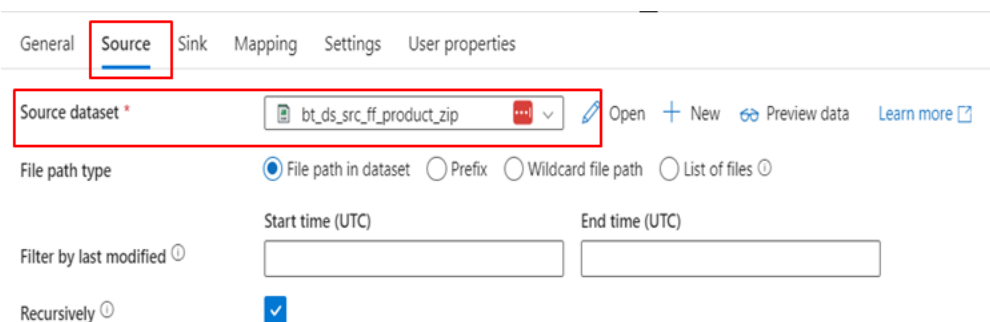 General Source Sink Mapping Settings User properties
Source dataset * bt_ds_src_ff_product_zip Open New Preview data Learn more
File path type File path in dataset Prefix Wildcard file path List of files
Start time (UTC) End time (UTC)
Filter by last modified
Recursively